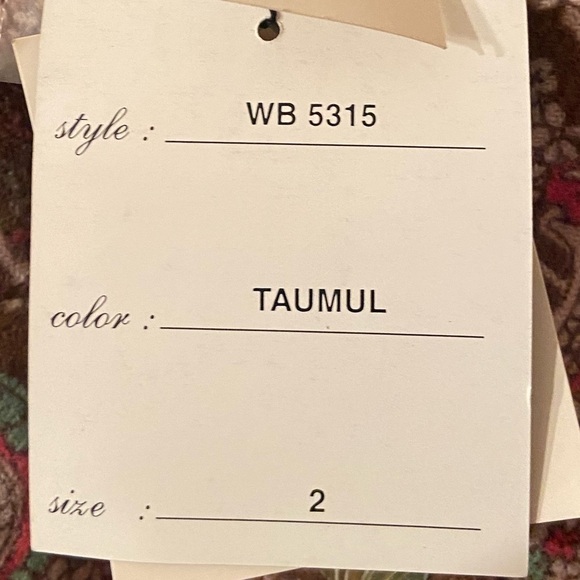 style : WB 5315
color : TAUMUL
size : 2